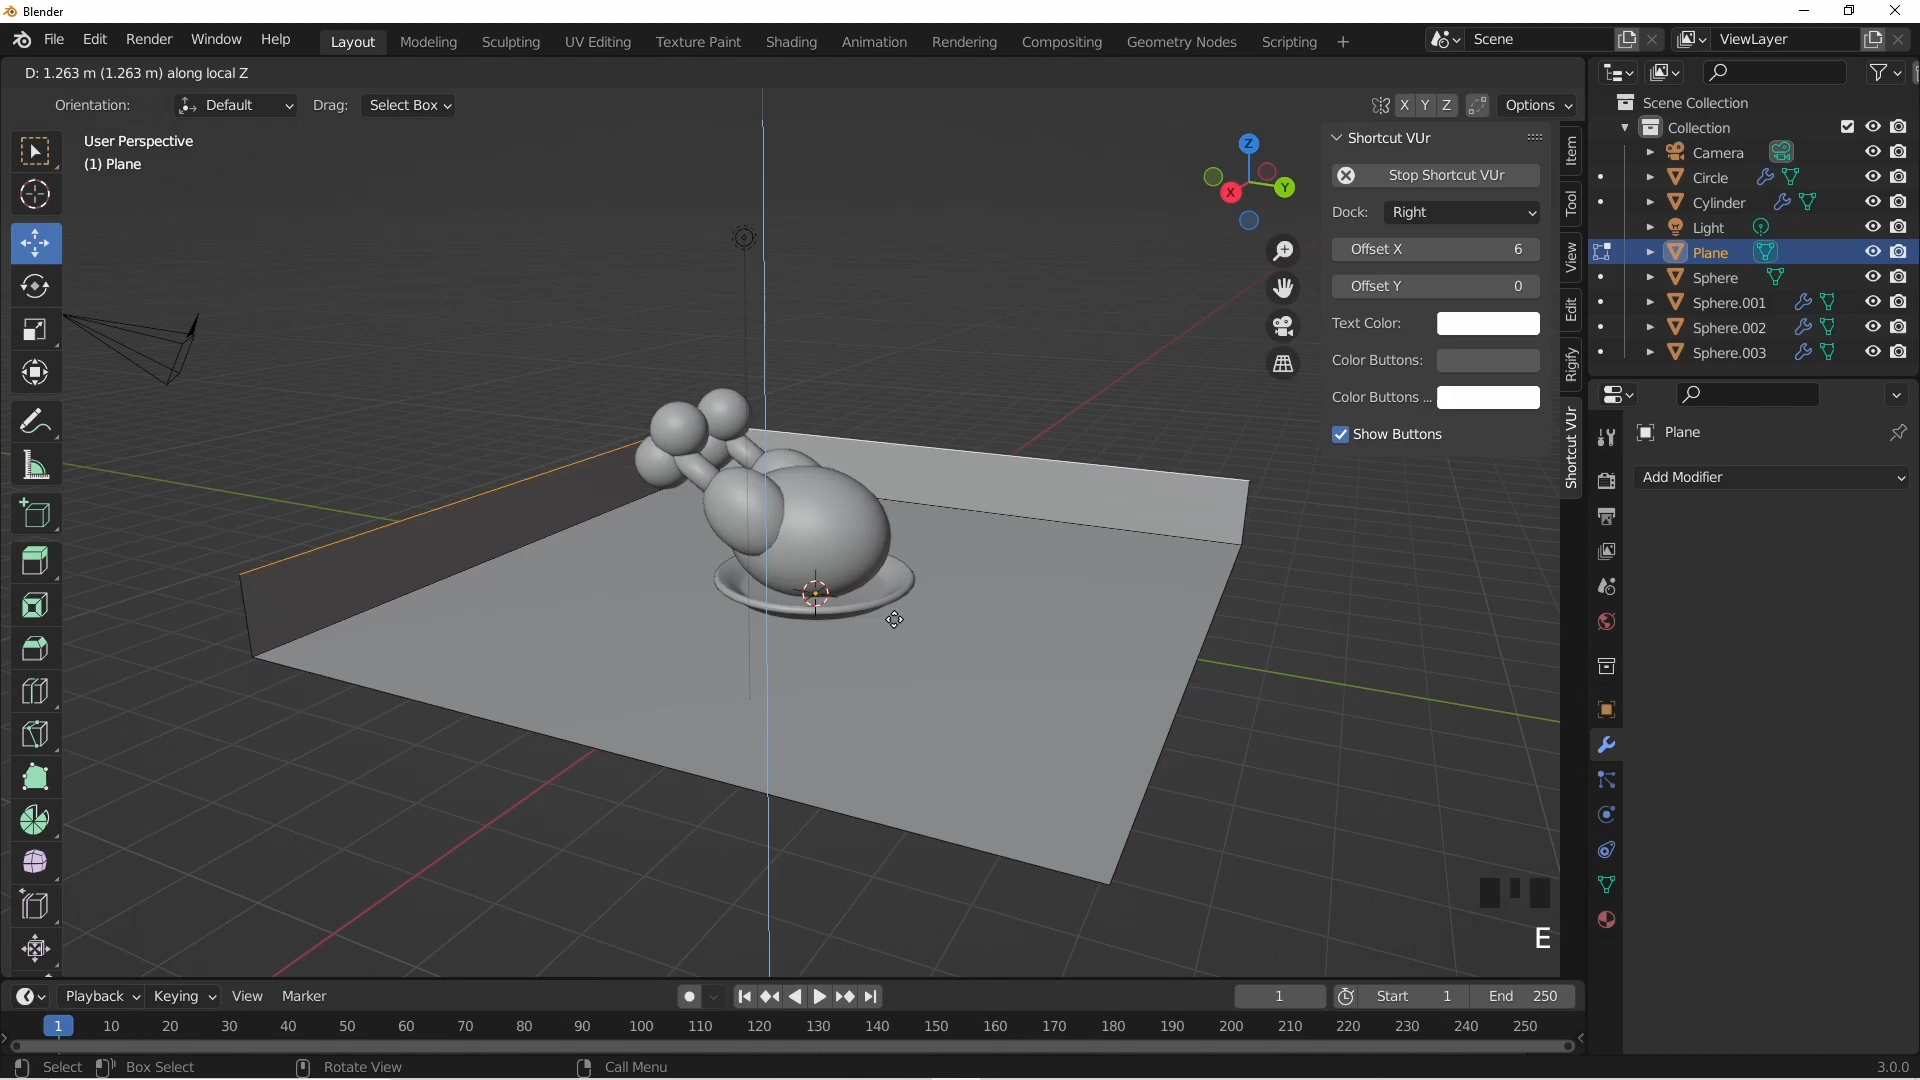 Blender
File Edit Render Window Help Layout Modeling Sculpting UV Editing Texture Paint Shading Animation Rendering Compositing Geometry Nodes Scripting + Scene ViewLayer
D: 1.263 m (1.263 m) along local Z
Orientation: Default Drag: Select Box X Y Z Options
User Perspective
(1) Plane
Z
X
Y
Shortcut VUr
Stop Shortcut VUr
Dock: Right
Offset X 6
Offset Y 0
Text Color:
Color Buttons:
Color Buttons ...
Show Buttons
Item
Tool
View
Edit
Rigify
Shortcut VUr
Scene Collection
Collection
Camera
Circle
Cylinder
Light
Plane
Sphere
Sphere.001
Sphere.002
Sphere.003
Plane
Add Modifier
E
Playback Keying View Marker 1 Start 1 End 250
1 10 20 30 40 50 60 70 80 90 100 110 120 130 140 150 160 170 180 190 200 210 220 230 240 250
Select Box Select Rotate View Call Menu 3.0.0